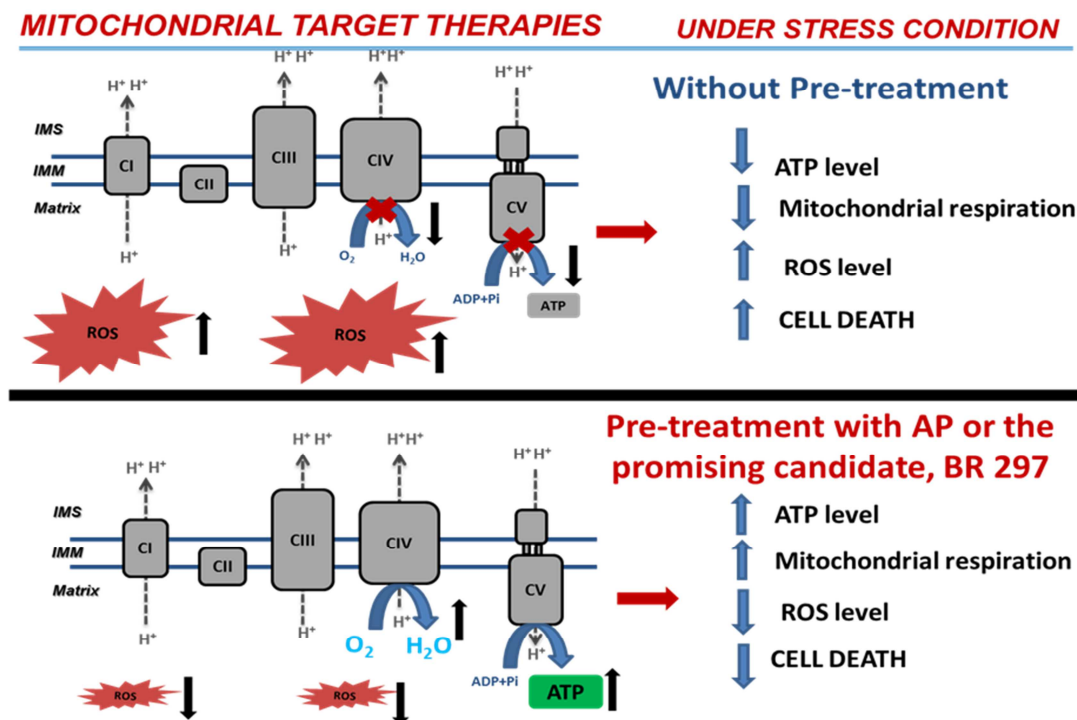 MITOCHONDRIAL TARGET THERAPIES
UNDER STRESS CONDITION
H⁺ H⁺
H⁺H⁺
H⁺ H⁺
H⁺ H⁺
Without Pre-treatment
IMS
IMM
Matrix
CI
CII
CIII
CIV
CV
H⁺
H⁺
H⁺
H⁺
O₂
H₂O
ADP+Pi
ATP
ROS
ROS
ATP level
Mitochondrial respiration
ROS level
CELL DEATH
Pre-treatment with AP or the
promising candidate, BR 297
H⁺ H⁺
H⁺H⁺
H⁺ H⁺
H⁺ H⁺
IMS
IMM
Matrix
CI
CII
CIII
CIV
CV
H⁺
H⁺
H⁺
H⁺
O₂
H₂O
ADP+Pi
ATP
ROS
ROS
ATP level
Mitochondrial respiration
ROS level
CELL DEATH